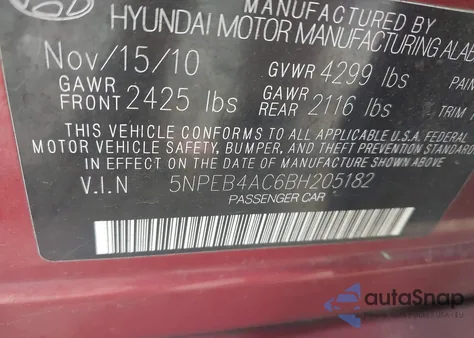 MANUFACTURED BY
HYUNDAI MOTOR MANUFACTURING
Nov/15/10 GVWR 4299 lbs
GAWR FRONT 2425 lbs GAWR REAR 2116 lbs TRIM
THIS VEHICLE CONFORMS TO ALL APPLICABLE U.S.A. FEDERAL
MOTOR VEHICLE SAFETY, BUMPER, AND THEFT PREVENTION STANDARD
IN EFFECT ON THE DATE OF MANUFACTURE SHOWN ABOVE.
V.I.N 5NPEB4AC6BH205182
PASSENGER CAR
autoSnap